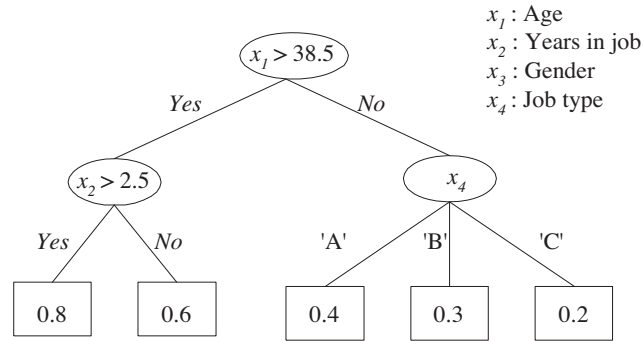 x1 : Age
x2 : Years in job
x3 : Gender
x4 : Job type
x1 > 38.5
Yes
No
x2 > 2.5
x4
Yes
No
'A'
'B'
'C'
0.8
0.6
0.4
0.3
0.2